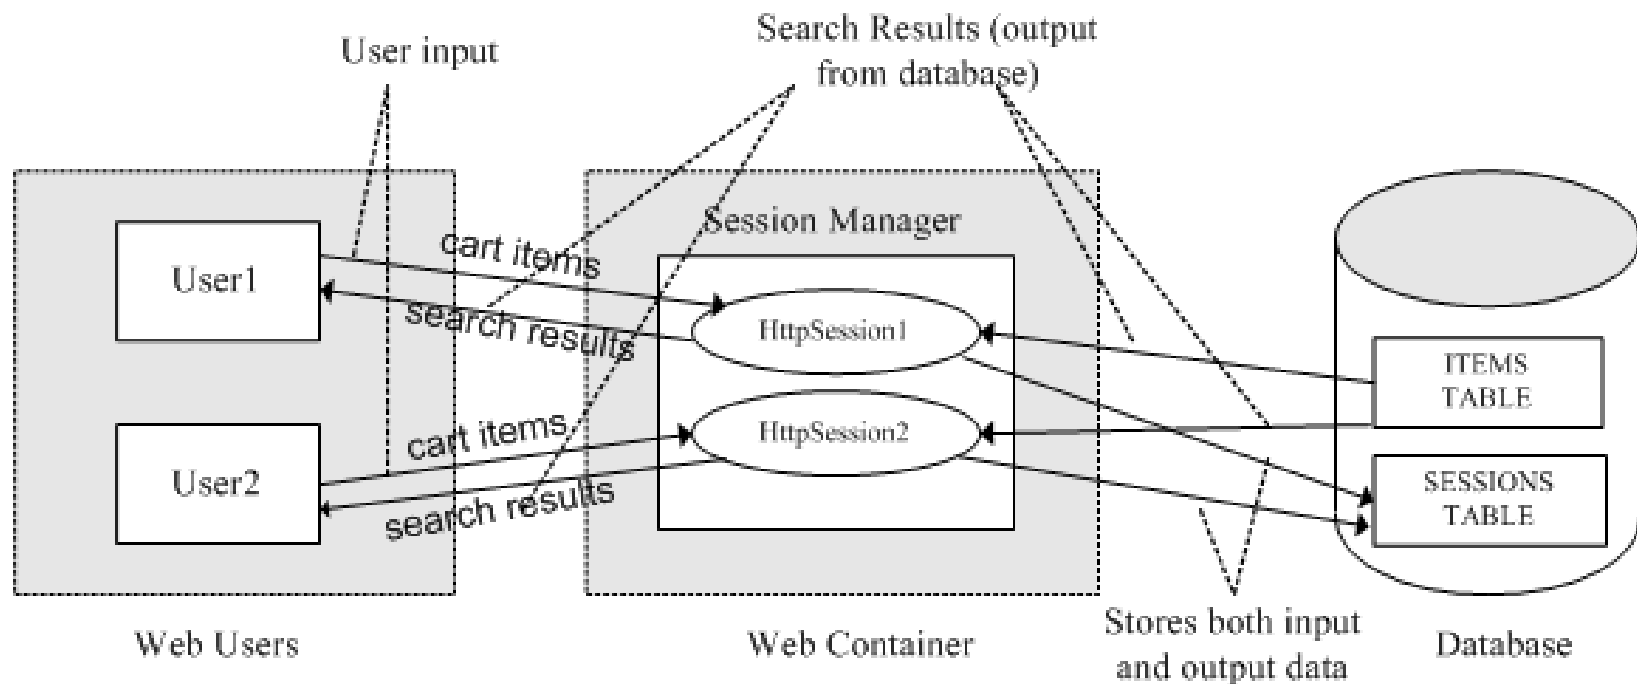 User input
Search Results (output
from database)
Session Manager
User1
cart items
search results
HttpSession1
ITEMS
TABLE
User2
cart items
search results
HttpSession2
SESSIONS
TABLE
Web Users
Web Container
Stores both input
and output data
Database